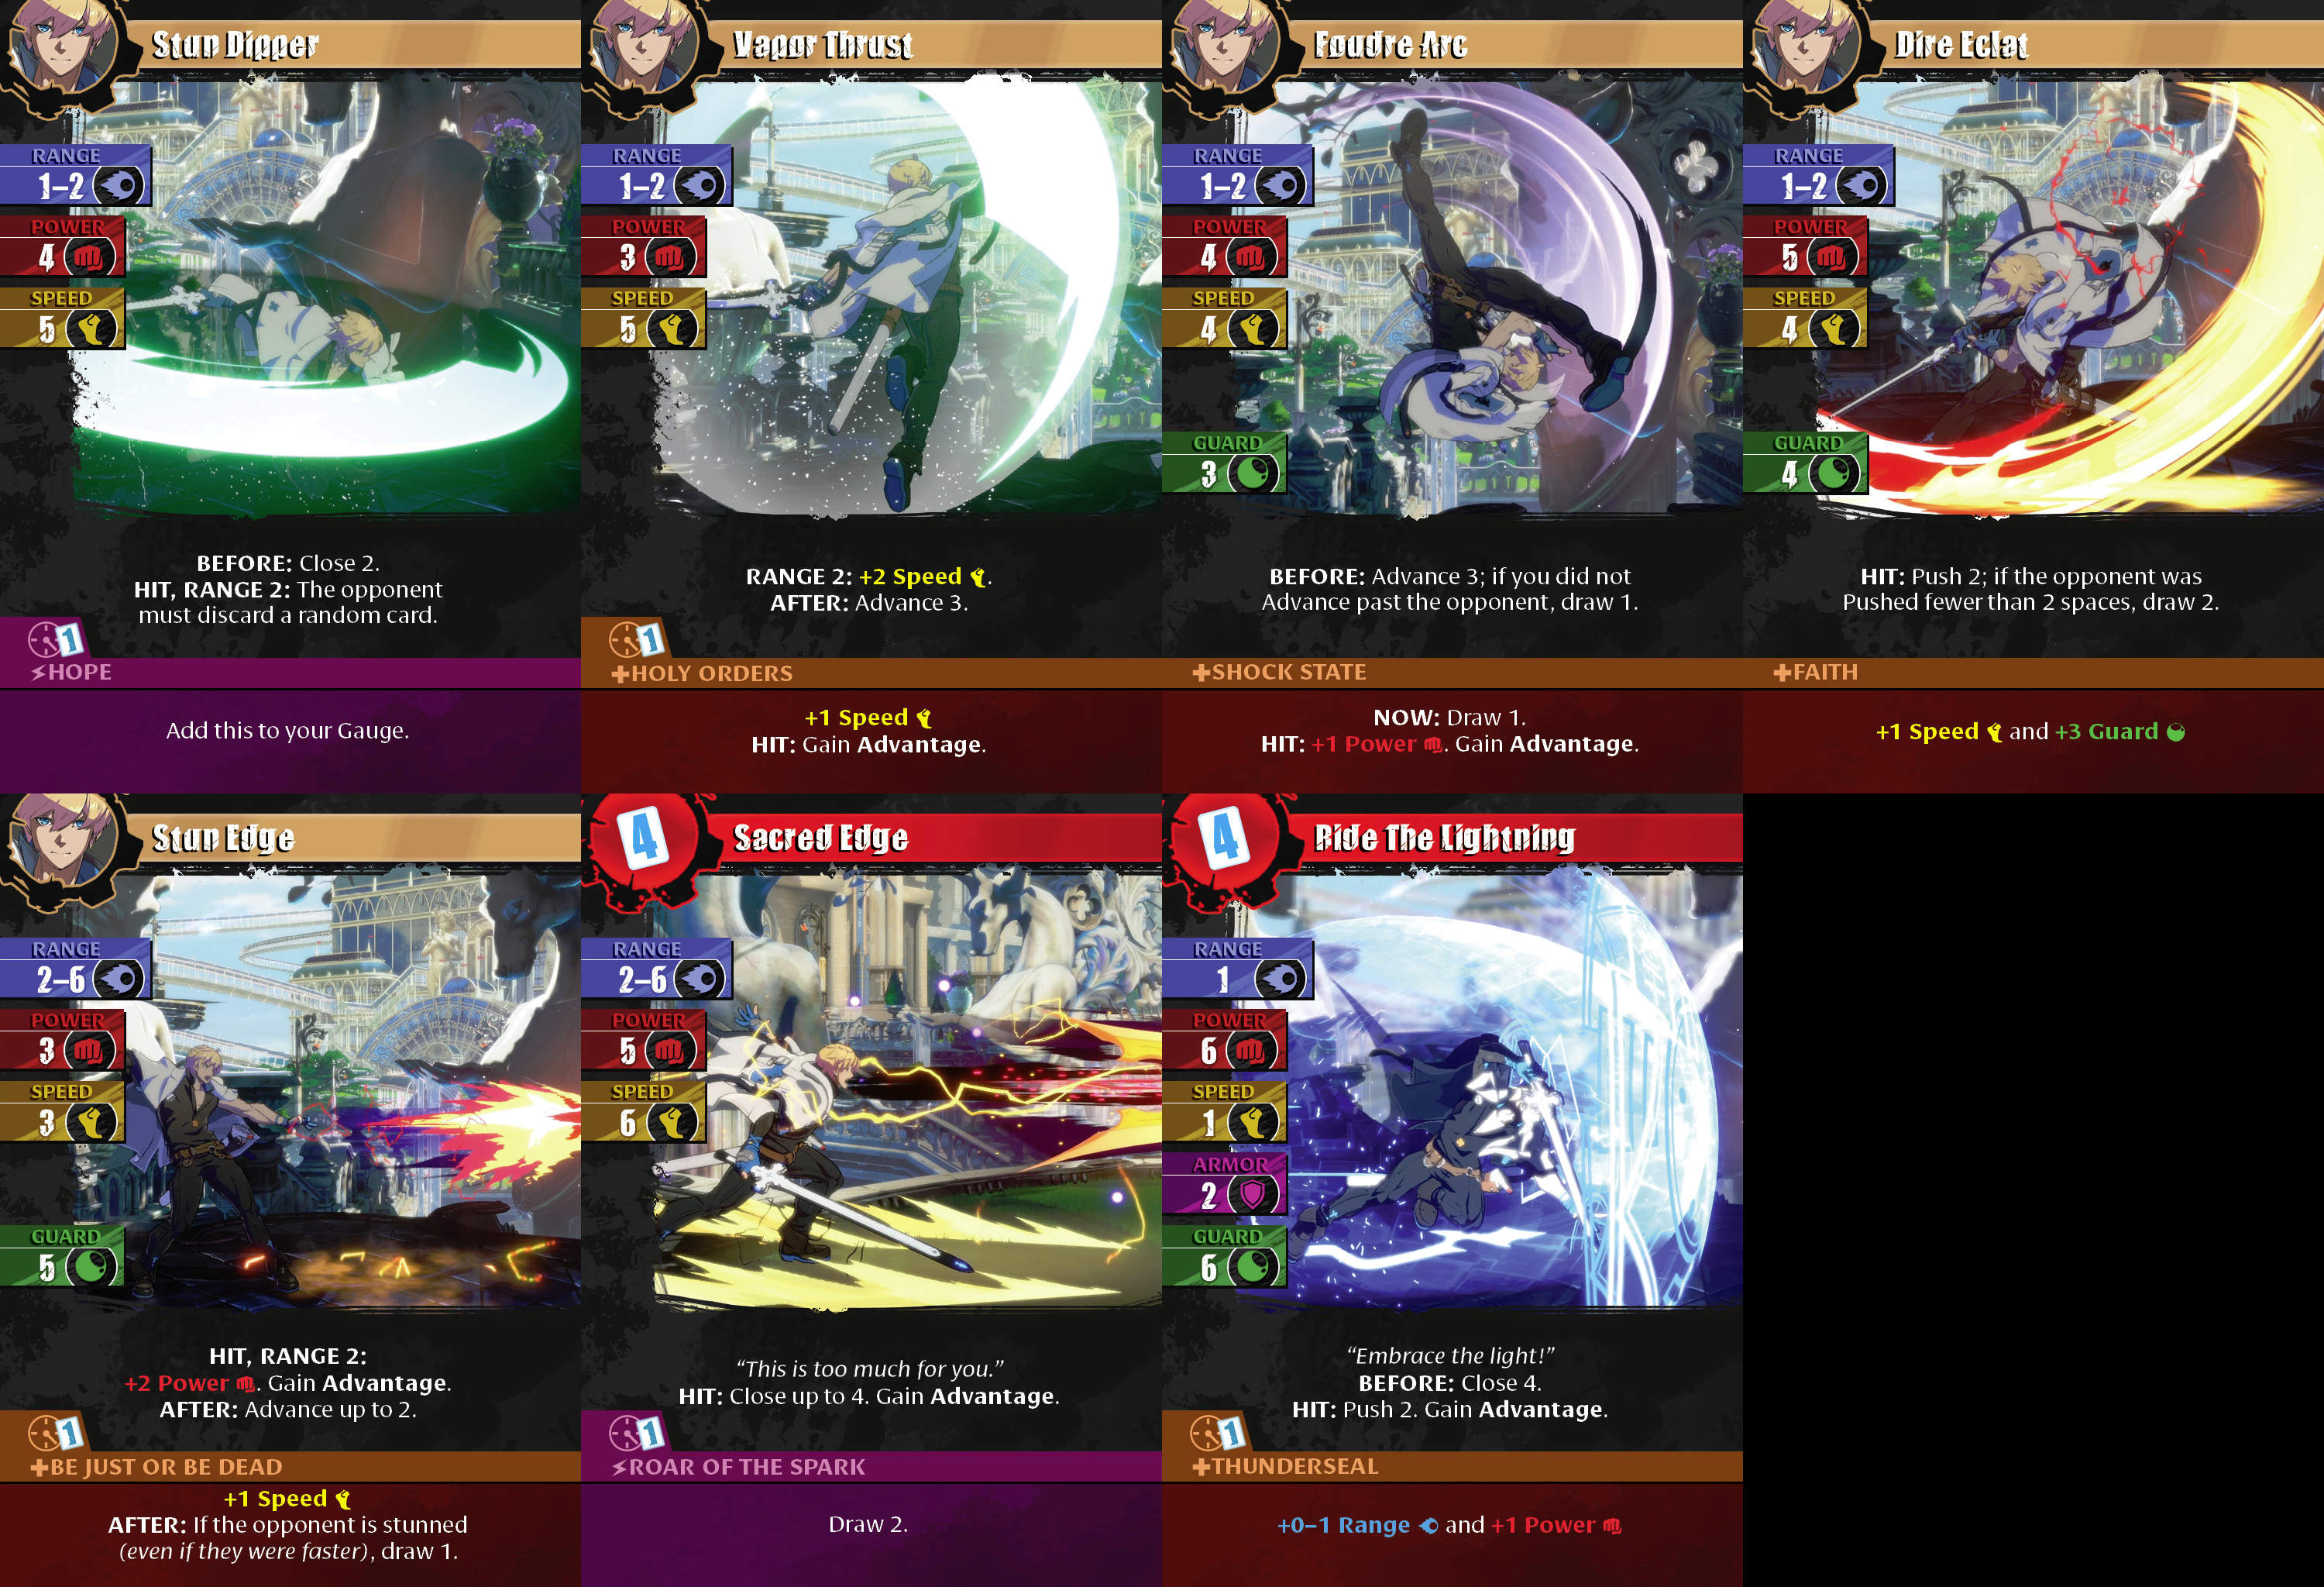 Stun Dipper
RANGE
1–2
POWER
4
SPEED
5
BEFORE: Close 2.
HIT, RANGE 2: The opponent
must discard a random card.
1
HOPE
Add this to your Gauge.
Vapor Thrust
RANGE
1–2
POWER
3
SPEED
5
RANGE 2: +2 Speed.
AFTER: Advance 3.
1
HOLY ORDERS
+1 Speed
HIT: Gain Advantage.
Foudre Arc
RANGE
1–2
POWER
4
SPEED
4
GUARD
3
BEFORE: Advance 3; if you did not
Advance past the opponent, draw 1.
SHOCK STATE
NOW: Draw 1.
HIT: +1 Power. Gain Advantage.
Dire Eclat
RANGE
1–2
POWER
5
SPEED
4
GUARD
4
HIT: Push 2; if the opponent was
Pushed fewer than 2 spaces, draw 2.
FAITH
+1 Speed and +3 Guard
Stun Edge
RANGE
2–6
POWER
3
SPEED
3
GUARD
5
HIT, RANGE 2:
+2 Power. Gain Advantage.
AFTER: Advance up to 2.
1
BE JUST OR BE DEAD
+1 Speed
AFTER: If the opponent is stunned
(even if they were faster), draw 1.
4
Sacred Edge
RANGE
2–6
POWER
5
SPEED
6
“This is too much for you.”
HIT: Close up to 4. Gain Advantage.
1
ROAR OF THE SPARK
Draw 2.
4
Ride The Lightning
RANGE
1
POWER
6
SPEED
1
ARMOR
2
GUARD
6
“Embrace the light!”
BEFORE: Close 4.
HIT: Push 2. Gain Advantage.
1
THUNDERSEAL
+0–1 Range and +1 Power